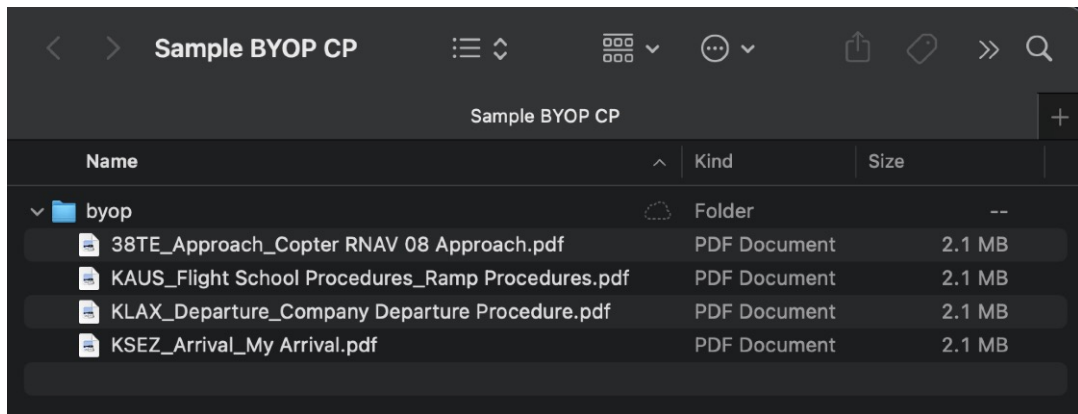 Sample BYOP CP
Sample BYOP CP
Name Kind Size
byop Folder --
38TE_Approach_Copter RNAV 08 Approach.pdf PDF Document 2.1 MB
KAUS_Flight School Procedures_Ramp Procedures.pdf PDF Document 2.1 MB
KLAX_Departure_Company Departure Procedure.pdf PDF Document 2.1 MB
KSEZ_Arrival_My Arrival.pdf PDF Document 2.1 MB